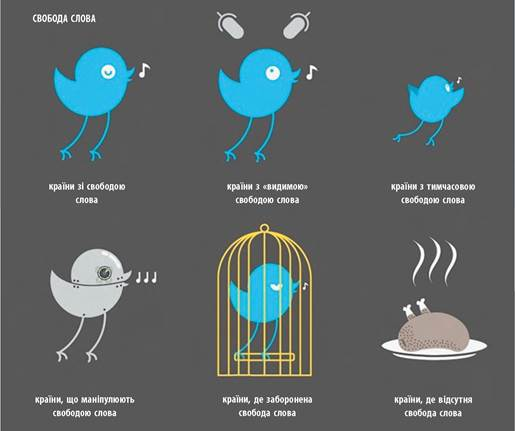 СВОБОДА СЛОВА
країни зі свободою
слова
країни з «видимою»
свободою слова
країни з тимчасовою
свободою слова
країни, що маніпулюють
свободою слова
країни, де заборонена
свобода слова
країни, де відсутня
свобода слова